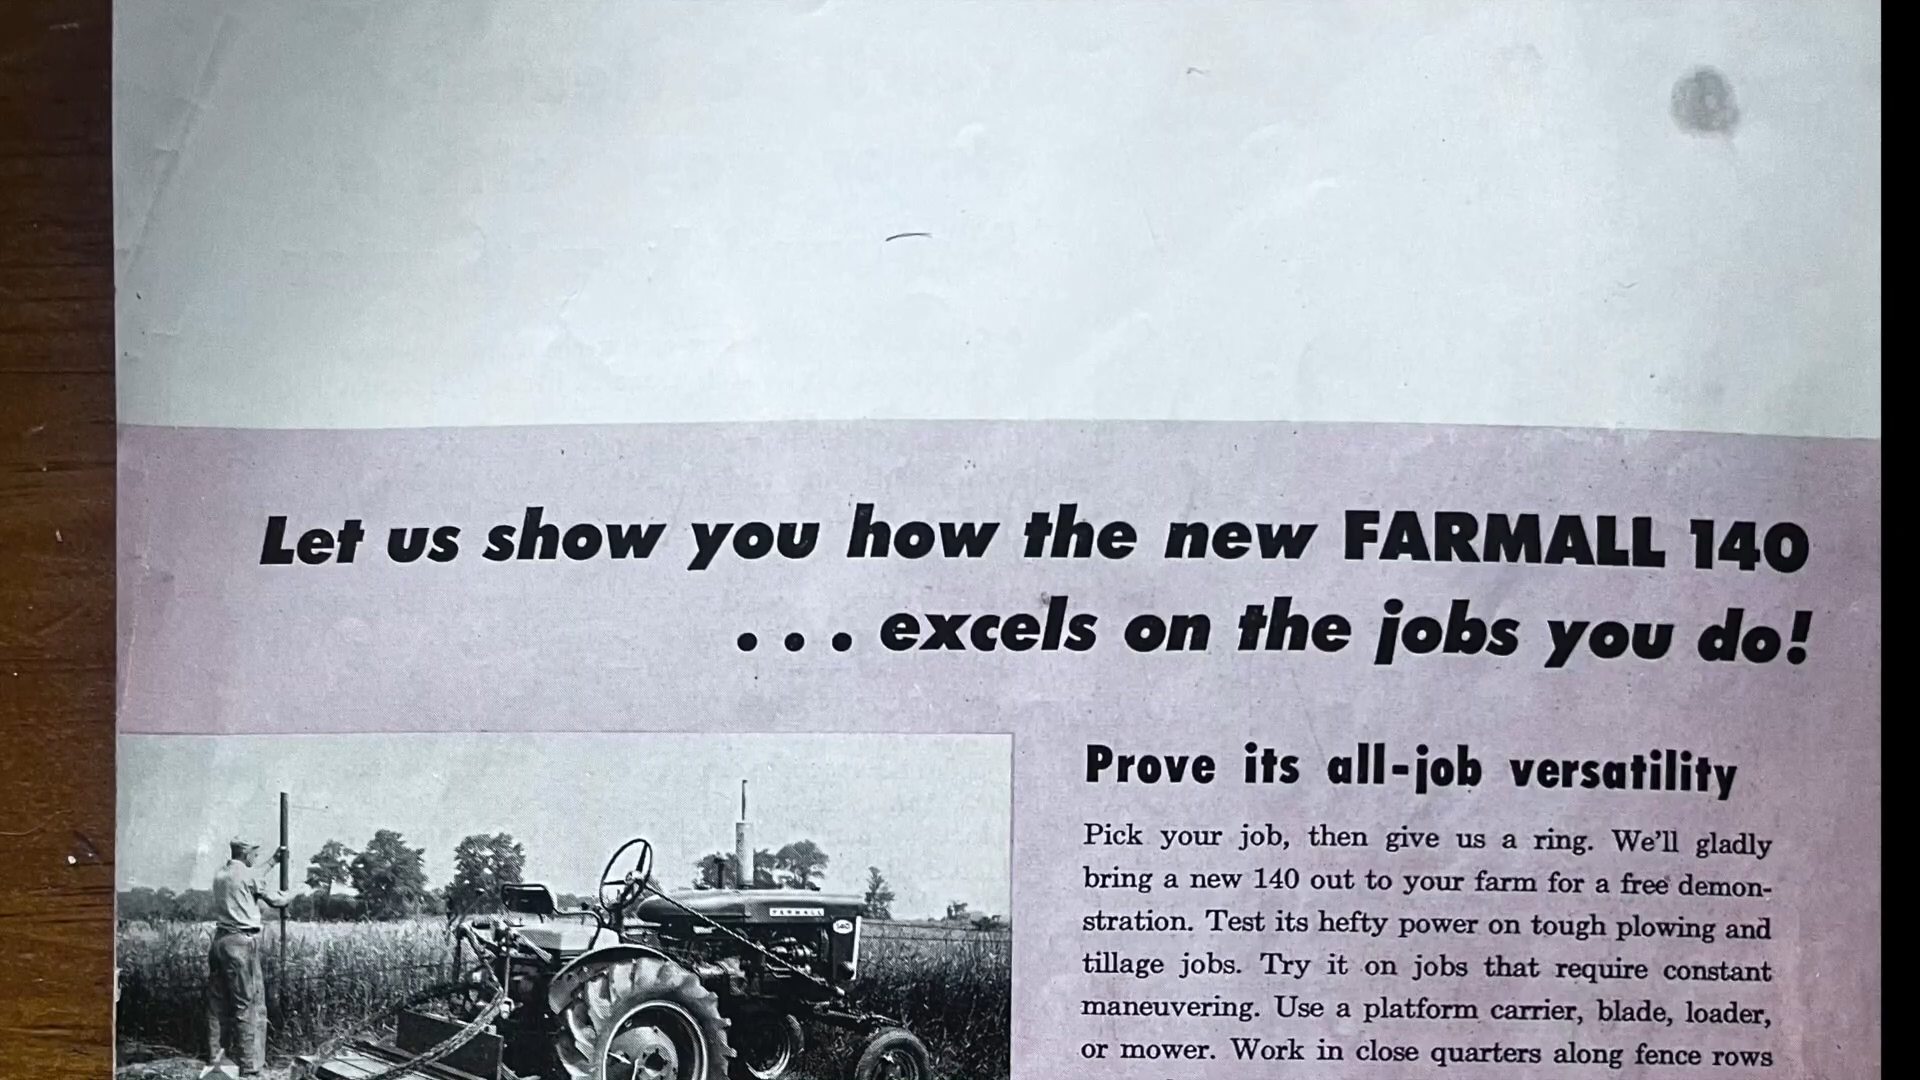 Let us show you how the new FARMALL 140
. . . excels on the jobs you do!
Prove its all-job versatility
Pick your job, then give us a ring. We'll gladly
bring a new 140 out to your farm for a free demon-
stration. Test its hefty power on tough plowing and
tillage jobs. Try it on jobs that require constant
maneuvering. Use a platform carrier, blade, loader,
or mower. Work in close quarters along fence rows
FARMALL
140